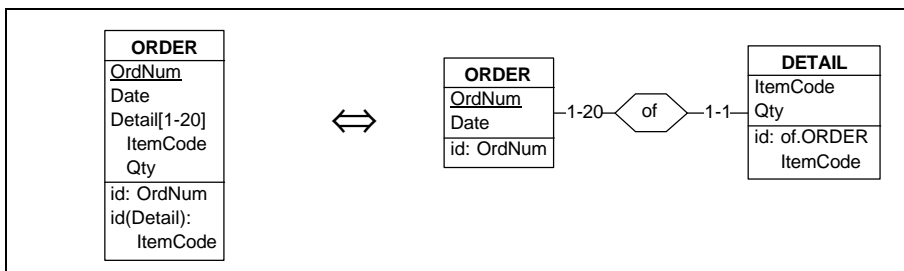 ORDER
OrdNum
Date
Detail[1-20]
ItemCode
Qty
id: OrdNum
id(Detail):
ItemCode
⇔
ORDER
OrdNum
Date
id: OrdNum
1-20
of
1-1
DETAIL
ItemCode
Qty
id: of.ORDER
ItemCode